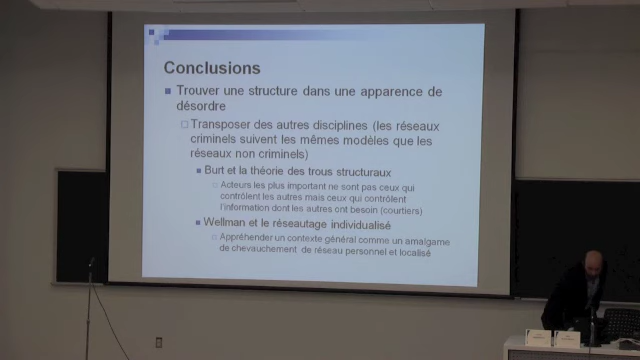 Conclusions
Trouver une structure dans une apparence de
désordre
Transposer des autres disciplines (les réseaux
criminels suivent les mêmes modèles que les
réseaux non criminels)
Burt et la théorie des trous structuraux
Acteurs les plus important ne sont pas ceux qui
contrôlent les autres mais ceux qui contrôlent
l'information dont les autres ont besoin (courtiers)
Wellman et le réseautage individualisé
Appréhender un contexte général comme un amalgame
de chevauchement de réseau personnel et localisé